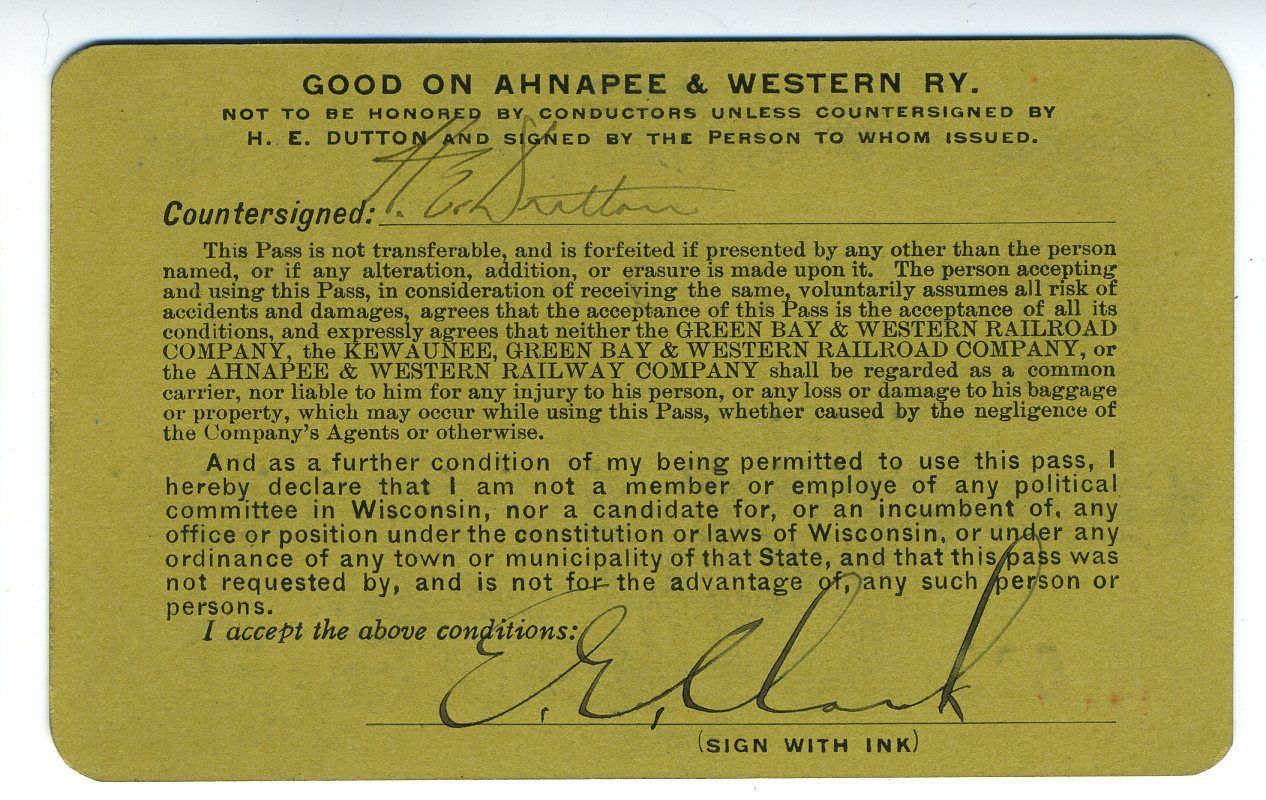 GOOD ON AHNAPEE & WESTERN RY.
NOT TO BE HONORED BY CONDUCTORS UNLESS COUNTERSIGNED BY
H. E. DUTTON AND SIGNED BY THE PERSON TO WHOM ISSUED.
Countersigned: H. E. Dutton
This Pass is not transferable, and is forfeited if presented by any other than the person
named, or if any alteration, addition, or erasure is made upon it. The person accepting
and using this Pass, in consideration of receiving the same, voluntarily assumes all risk of
accidents and damages, agrees that the acceptance of this Pass is the acceptance of all its
conditions, and expressly agrees that neither the GREEN BAY & WESTERN RAILROAD
COMPANY, the KEWAUNEE, GREEN BAY & WESTERN RAILROAD COMPANY, or
the AHNAPEE & WESTERN RAILWAY COMPANY shall be regarded as a common
carrier, nor liable to him for any injury to his person, or any loss or damage to his baggage
or property, which may occur while using this Pass, whether caused by the negligence of
the Company's Agents or otherwise.
And as a further condition of my being permitted to use this pass, I
hereby declare that I am not a member or employe of any political
committee in Wisconsin, nor a candidate for, or an incumbent of, any
office or position under the constitution or laws of Wisconsin, or under any
ordinance of any town or municipality of that State, and that this pass was
not requested by, and is not for the advantage of, any such person or
persons.
I accept the above conditions:
E. E. Clark
(SIGN WITH INK)